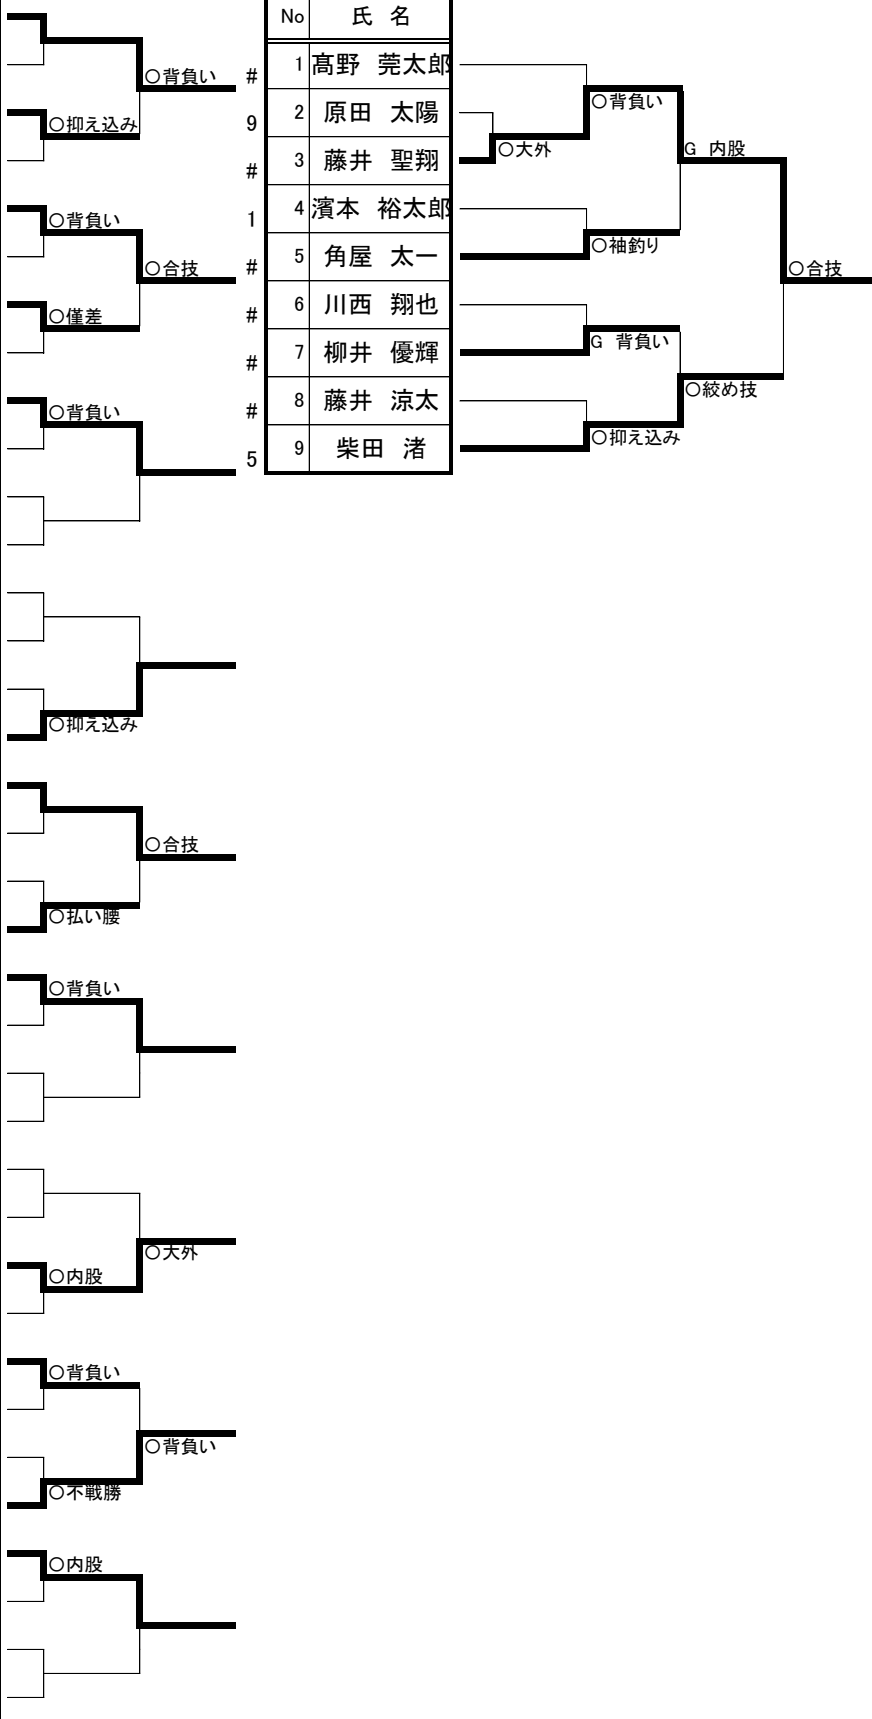 No 氏 名
○背負い
# 1 髙野 莞太郎
○背負い
9 2 原田 太陽
○抑え込み
○大外
G 内股
# 3 藤井 聖翔
1 4 濱本 裕太郎
○背負い
○袖釣り
# 5 角屋 太一
○合技
○合技
# 6 川西 翔也
○僅差
G 背負い
# 7 柳井 優輝
○絞め技
# 8 藤井 涼太
○背負い
○抑え込み
5 9 柴田 渚
○抑え込み
○合技
○払い腰
○背負い
○大外
○内股
○背負い
○背負い
○不戦勝
○内股